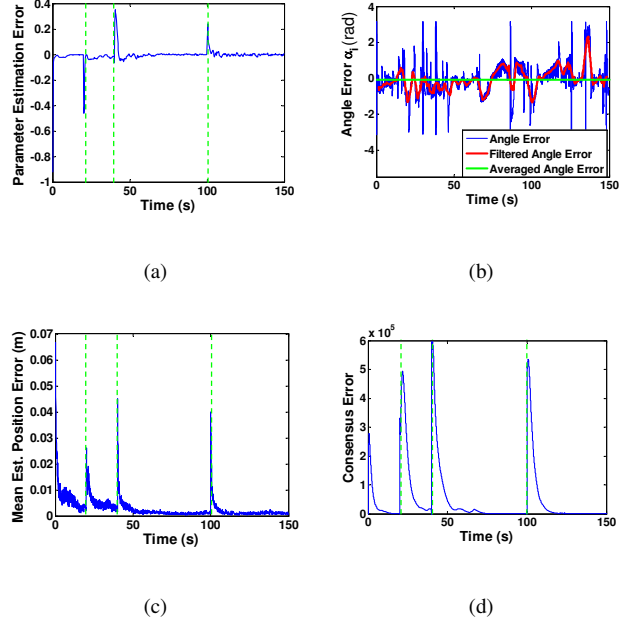 0.4
0.2
0
-0.2
-0.4
-0.6
-0.8
-1
0 50 100 150
Parameter Estimation Error
Time (s)
(a)
4
2
0
-2
-4
0 50 100 150
Angle Error αi (rad)
Angle Error
Filtered Angle Error
Averaged Angle Error
Time (s)
(b)
0.07
0.06
0.05
0.04
0.03
0.02
0.01
0
0 50 100 150
Mean Est. Position Error (m)
Time (s)
(c)
x 10^5
6
5
4
3
2
1
0
0 50 100 150
Consensus Error
Time (s)
(d)